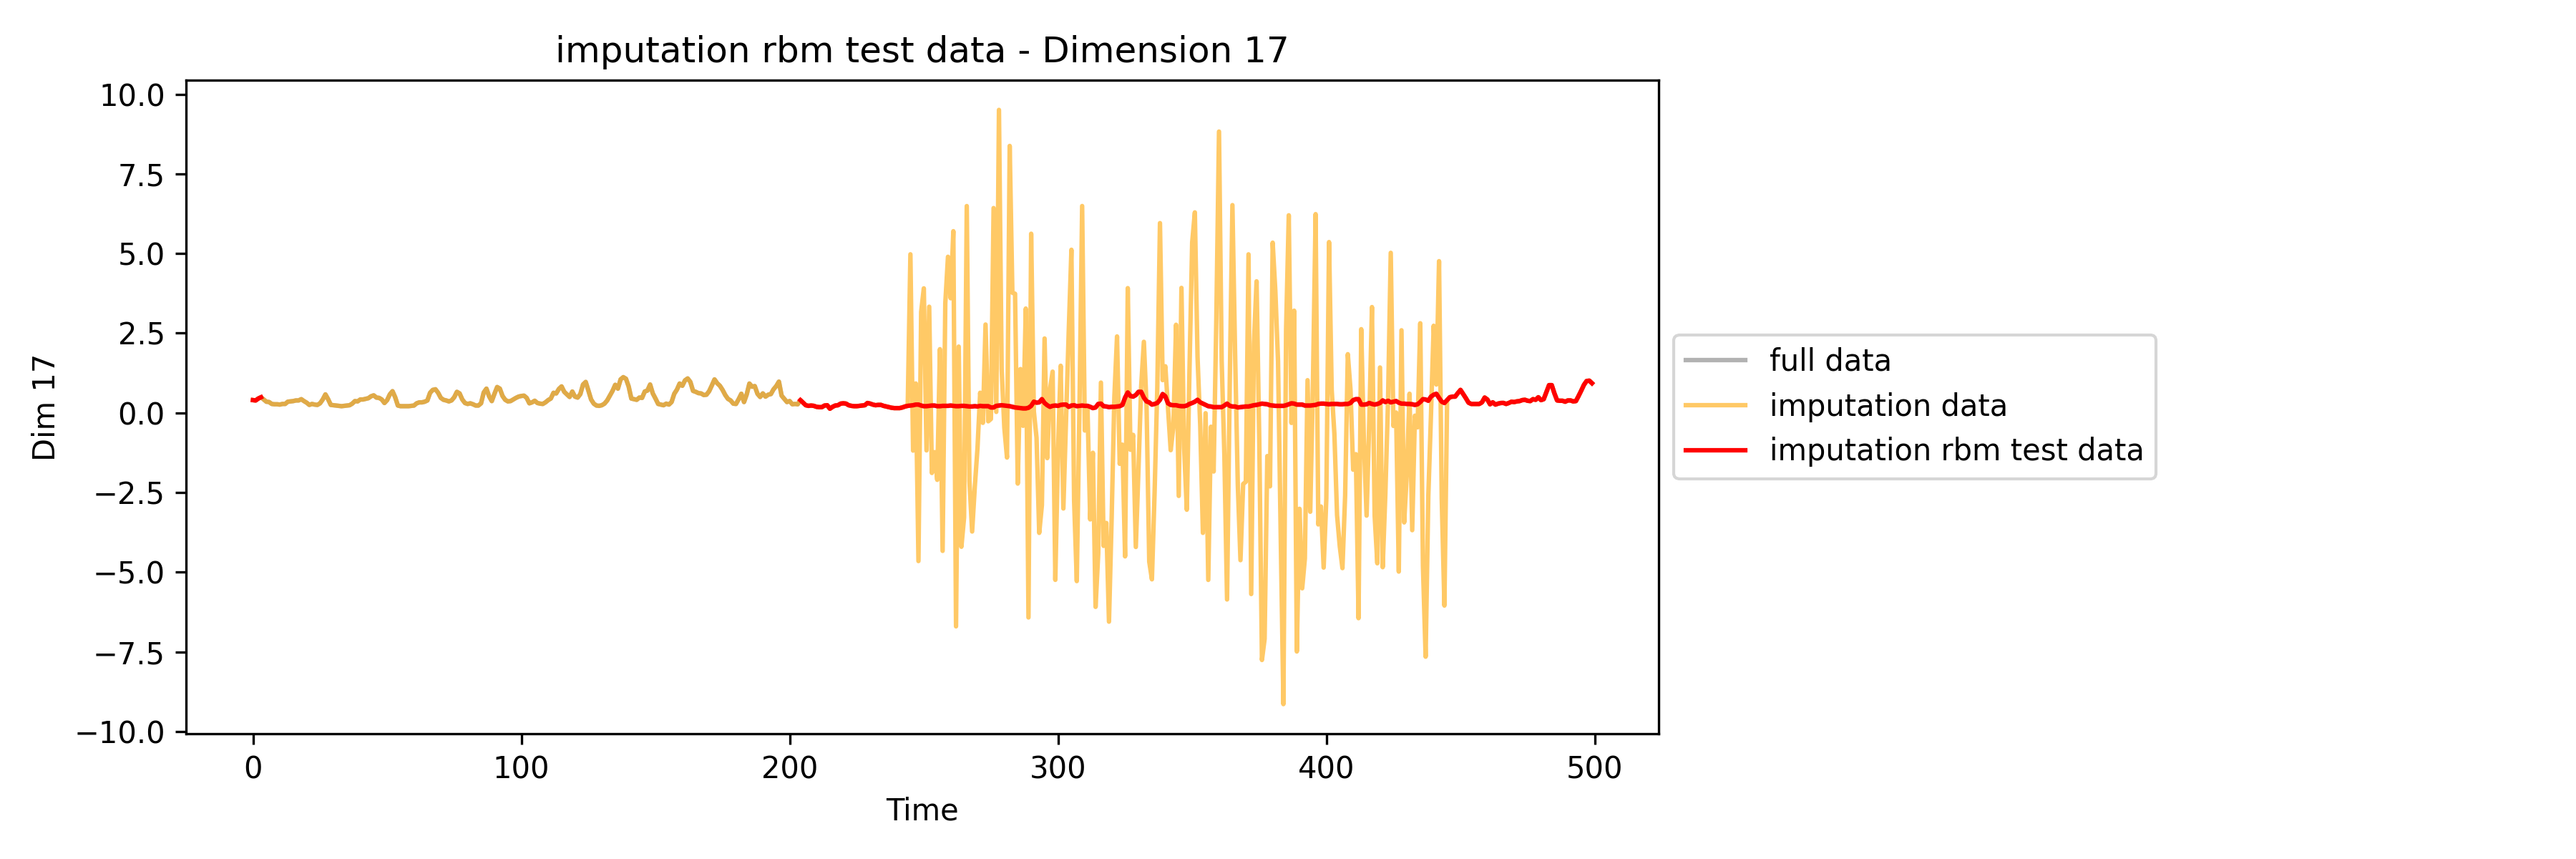 imputation rbm test data - Dimension 17
10.0
7.5
5.0
2.5
0.0
−2.5
−5.0
−7.5
−10.0
Dim 17
0
100
200
300
400
500
Time
full data
imputation data
imputation rbm test data